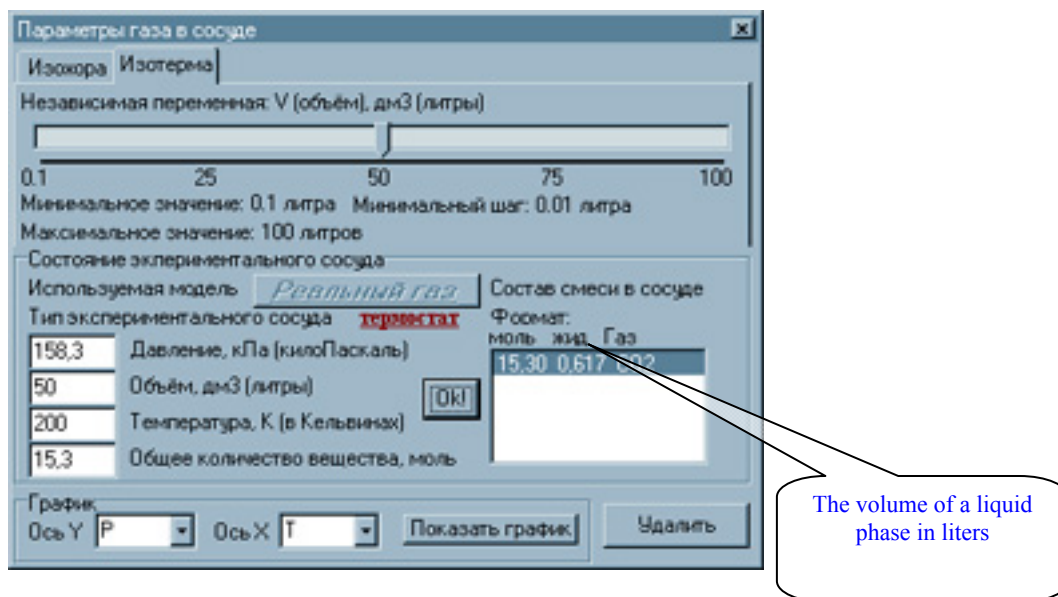 Параметры газа в сосуде
Изохора Изотерма
Независимая переменная: V (объём), дм3 (литры)
0.1 25 50 75 100
Минимальное значение: 0.1 литра Минимальный шаг: 0.01 литра
Максимальное значение: 100 литров
Состояние экпериментального сосуда
Используемая модель Реальный газ Состав смеси в сосуде
Тип экспериментального сосуда термостат Формат:
моль жид. Газ
158,3 Давление, кПа (килоПаскаль) 15,30 0,617 CO2
50 Объём, дм3 (литры)
Ok!
200 Температура, К (в Кельвинах)
15,3 Общее количество вещества, моль
График
Ось Y P Ось X T Показать график Удалить
The volume of a liquid
phase in liters